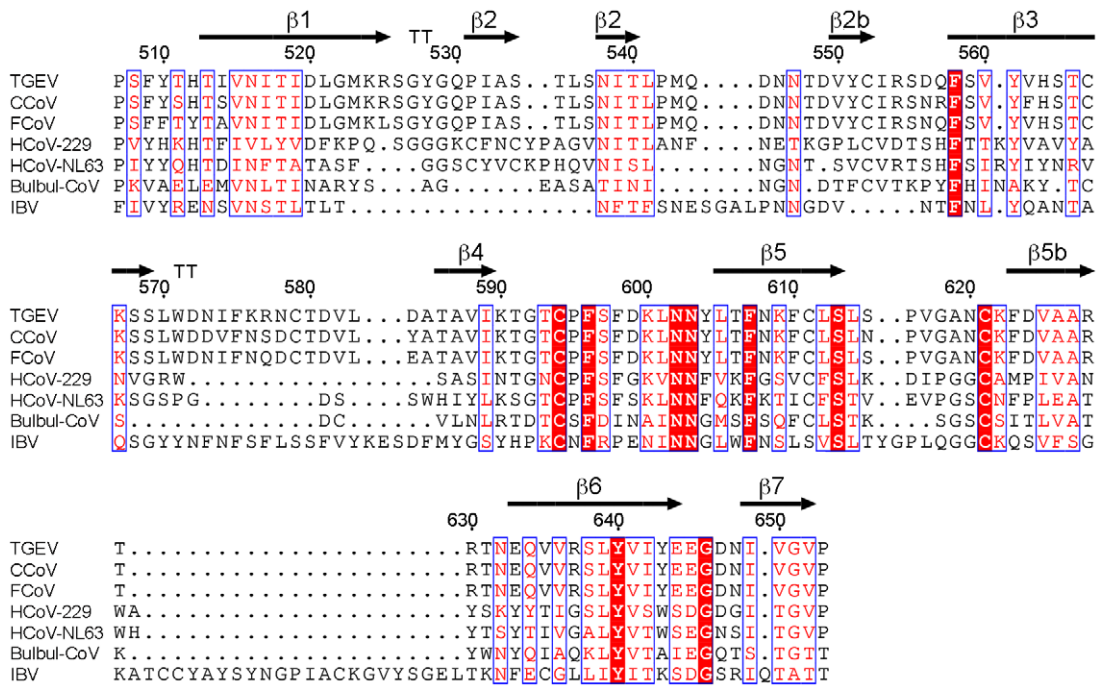 β1 β2 β2 β2b β3
TT
510 520 530 540 550 560
TGEV PSFYTHTIVNITIDLGMKRSGYGQPIAS..TLSNITLPMQ....DNNTDVYCIRSDQFSV.YVHSTC
CCoV PSFYSHTSVNITIDLGMKRSGYGQPIAS..TLSNITLPMQ....DNNTDVYCIRSNRFSV.YFHSTC
FCoV PSFFTYTAVNITIDLGMKLSGYGQPIAS..TLSNITLPMQ....DNNTDVYCIRSNQFSV.YVHSTC
HCoV-229 PVYHKHTFIVLYVDFKPQ.SGGGKCFNCYPAGVNITLANF....NETKGPLCVDTSHFTTKYVAVYA
HCoV-NL63 PIYYQHTDINFTATASF...GGSCYVCKPHQVNISL.......NGNT.SVCVRTSHFSIRYIYNRV
Bulbul-CoV PKVAELEMVNLTINARYS..AG.....EASATINI.......NGN..DTFCVTKPYFHINAKY.TC
IBV FIVYRENSVNSTLTLT................NFTFSNESGALPNNGDV.....NTFNL.YQANTA
β4 β5 β5b
TT
570 580 590 600 610 620
TGEV KSSLWDNIFKRNCTDVL...DATAVIKTGTCPFSFDKLNNYLTFNKFCLSLS..PVGANCKFDVAAR
CCoV KSSLWDDVFNSDCTDVL...YATAVIKTGTCPFSFDKLNNYLTFNKFCLSLS..PVGANCKFDVAAR
FCoV KSSLWDNIFNQDCTDVL...EATAVIKTGTCPFSFDKLNNYLTFNKFCLSLS..PVGANCKFDVAAR
HCoV-229 NVGRW.................SASINTGNCPFSFGKVNNFVKFGSVCFSLK..DIPGGCAMPIVAN
HCoV-NL63 KSGSPG........DS....SWHIYLKSGTCPFSFSKLNNFQKFKTICFSTV..EVPGSCNFPLEAT
Bulbul-CoV S.............DC......VLNLRTDTCSFDINAINNGMSFSQFCLSTK....SGSCSITLVAT
IBV QSGYYNFNFSFLSSFVYKESDFMYGSYHPKCNFRPENINNGLWFNSLSVSLTYGPLQGGCKQSVFSG
β6 β7
630 640 650
TGEV T.......................RTNEQVVRSLYVIYEEGDNI.VGVP
CCoV T.......................RTNEQVVRSLYVIYEEGDNI.VGVP
FCoV T.......................RTNEQVVRSLYVIYEEGDNI.VGVP
HCoV-229 WA......................YSKYYTIGSLYVSWSDGDGI.TGVP
HCoV-NL63 WH......................YTSYTIVGALYVTWSEGNSI.TGVP
Bulbul-CoV K.......................YWNYQIAQKLYVTAIEGQTS.TGTT
IBV KATCCYAYSYNGPIACKGVYSGELTKNFECGLLIYITKSDGSRIQTATT